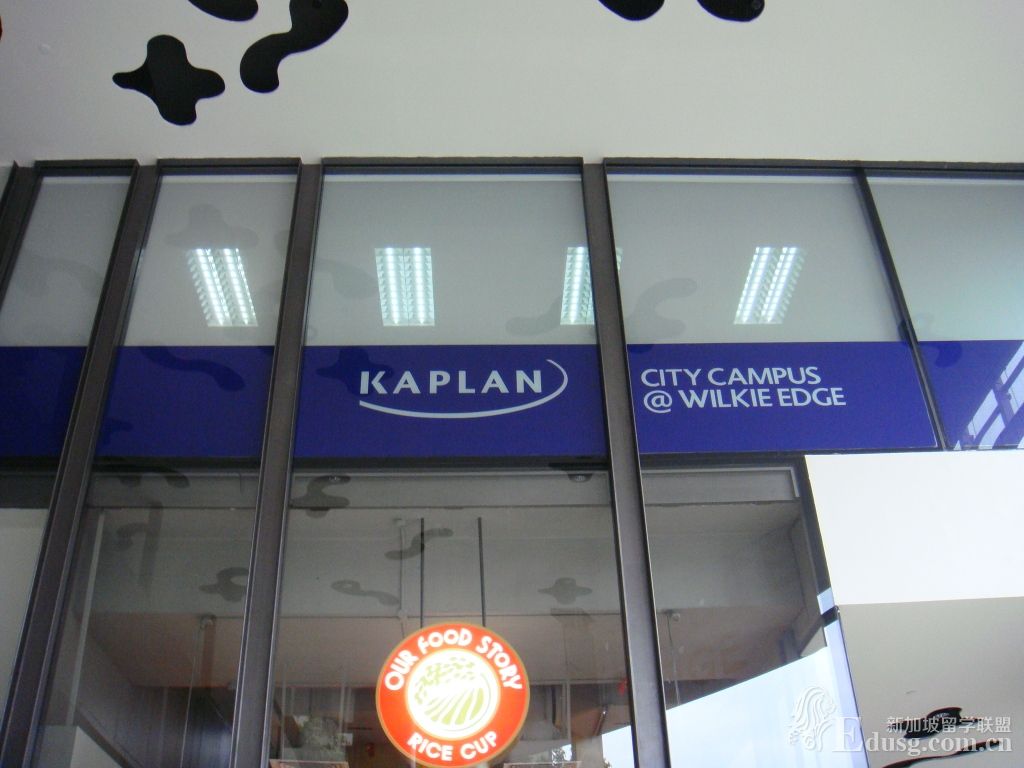 KAPLAN
CITY CAMPUS
@ WILKIE EDGE
OUR FOOD STORY
RICE CUP
新加坡留学联盟
Edusg.com.cn